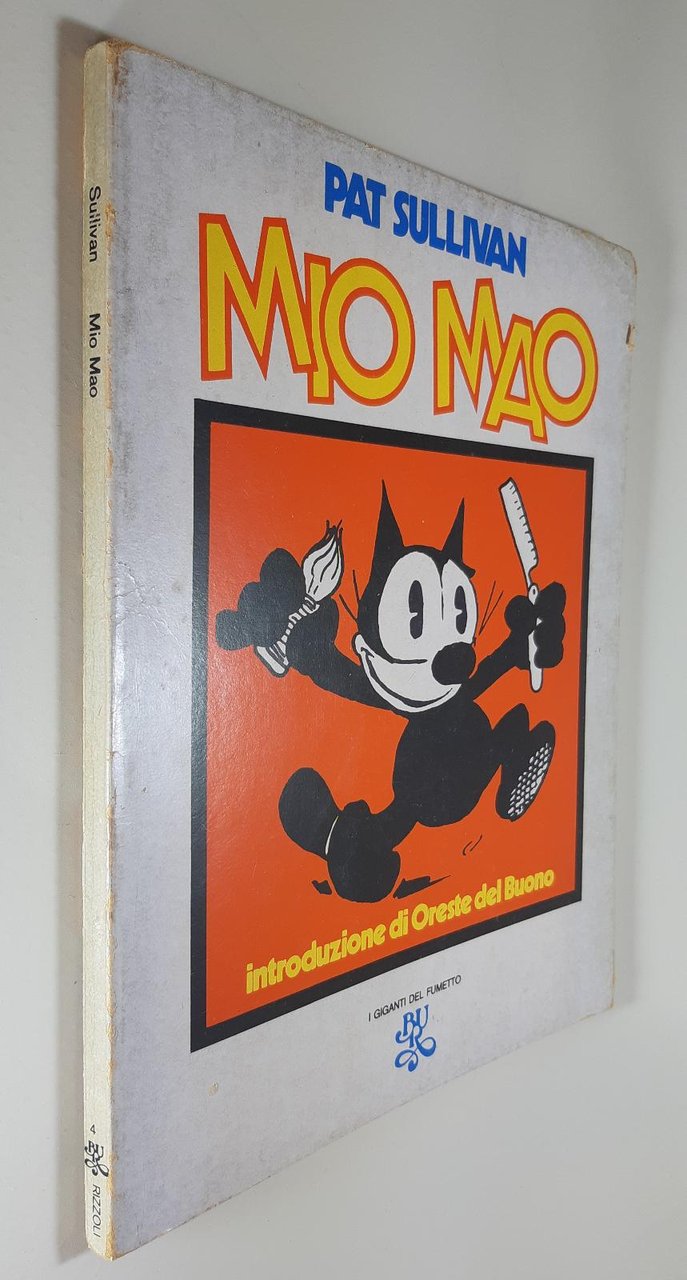 PAT SULLIVAN
MIO MAO
introduzione di Oreste del Buono
I GIGANTI DEL FUMETTO
BUR
Sullivan Mio Mao
4
BUR
RIZZOLI